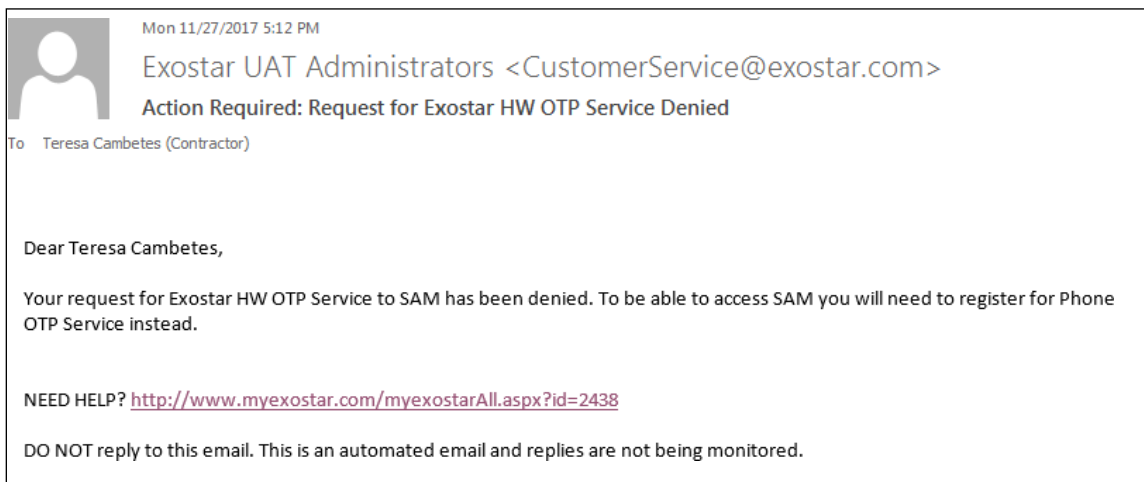 Mon 11/27/2017 5:12 PM
Exostar UAT Administrators <CustomerService@exostar.com>
Action Required: Request for Exostar HW OTP Service Denied
To Teresa Cambetes (Contractor)
Dear Teresa Cambetes,
Your request for Exostar HW OTP Service to SAM has been denied. To be able to access SAM you will need to register for Phone
OTP Service instead.
NEED HELP? http://www.myexostar.com/myexostarAll.aspx?id=2438
DO NOT reply to this email. This is an automated email and replies are not being monitored.